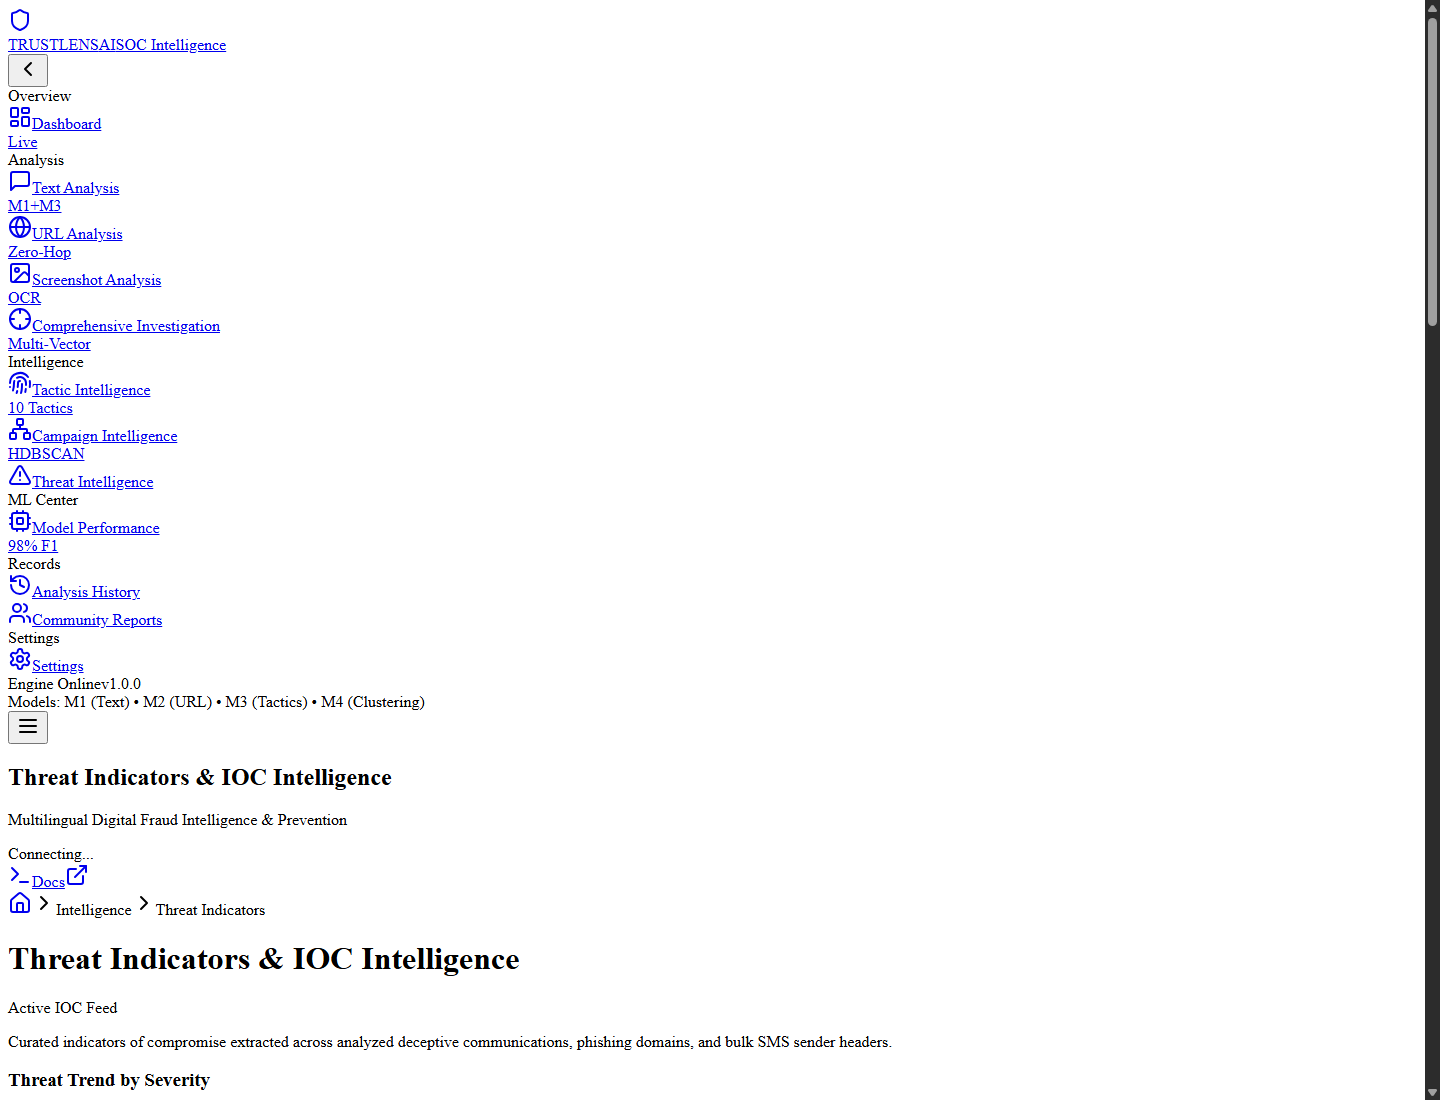 TRUSTLENSAISOC Intelligence
Overview
Dashboard
Live
Analysis
Text Analysis
M1+M3
URL Analysis
Zero-Hop
Screenshot Analysis
OCR
Comprehensive Investigation
Multi-Vector
Intelligence
Tactic Intelligence
10 Tactics
Campaign Intelligence
HDBSCAN
Threat Intelligence
ML Center
Model Performance
98% F1
Records
Analysis History
Community Reports
Settings
Settings
Engine Onlinev1.0.0
Models: M1 (Text) • M2 (URL) • M3 (Tactics) • M4 (Clustering)
Threat Indicators & IOC Intelligence
Multilingual Digital Fraud Intelligence & Prevention
Connecting...
Docs
Intelligence Threat Indicators
Threat Indicators & IOC Intelligence
Active IOC Feed
Curated indicators of compromise extracted across analyzed deceptive communications, phishing domains, and bulk SMS sender headers.
Threat Trend by Severity